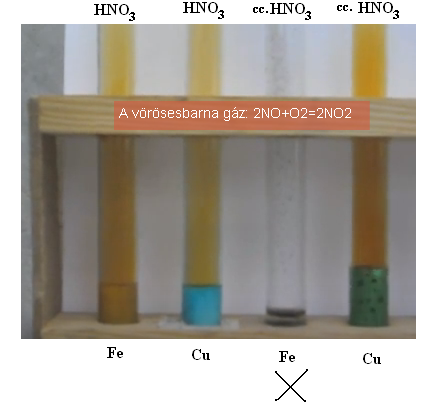 HNO3 HNO3 cc.HNO3 cc. HNO3
A vörösesbarna gáz: 2NO+O2=2NO2
Fe Cu Fe Cu